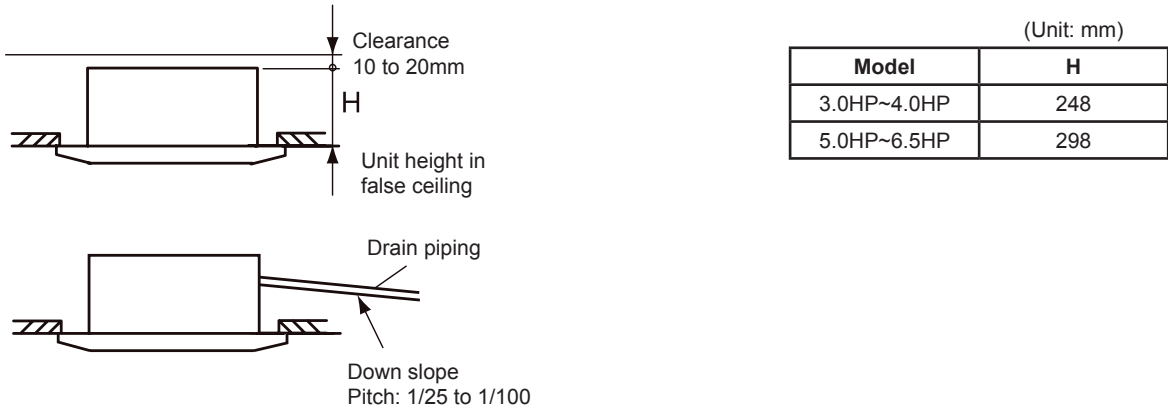 Clearance
10 to 20mm
H
Unit height in
false ceiling
(Unit: mm)
Model H
3.0HP~4.0HP 248
5.0HP~6.5HP 298
Drain piping
Down slope
Pitch: 1/25 to 1/100